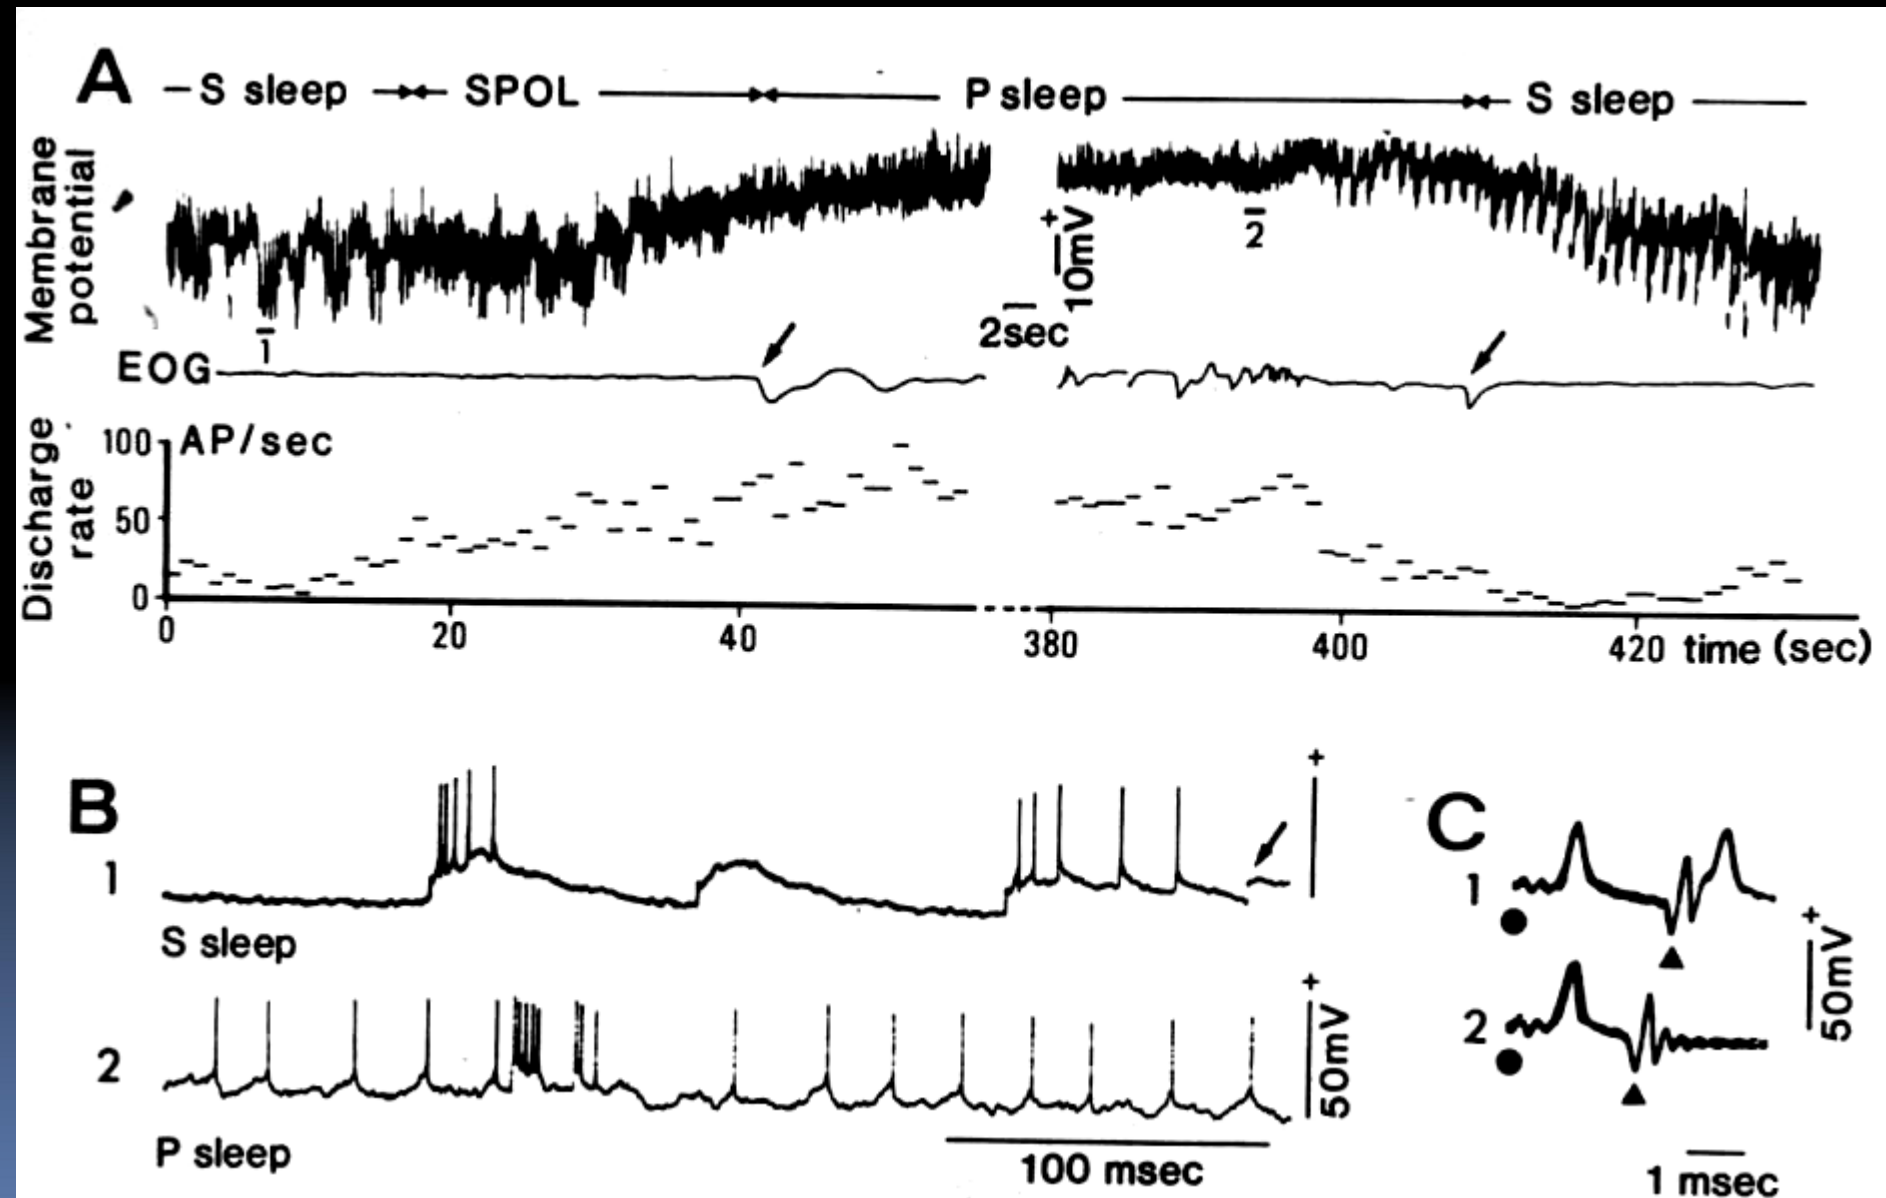 A
S sleep
SPOL
P sleep
S sleep
Membrane
potential
1
+
10mV
2
2sec
EOG
Discharge
rate
AP/sec
100
50
0
0
20
40
380
400
420
time (sec)
B
1
+
S sleep
2
+
50mV
P sleep
100 msec
C
1
+
50mV
2
1 msec